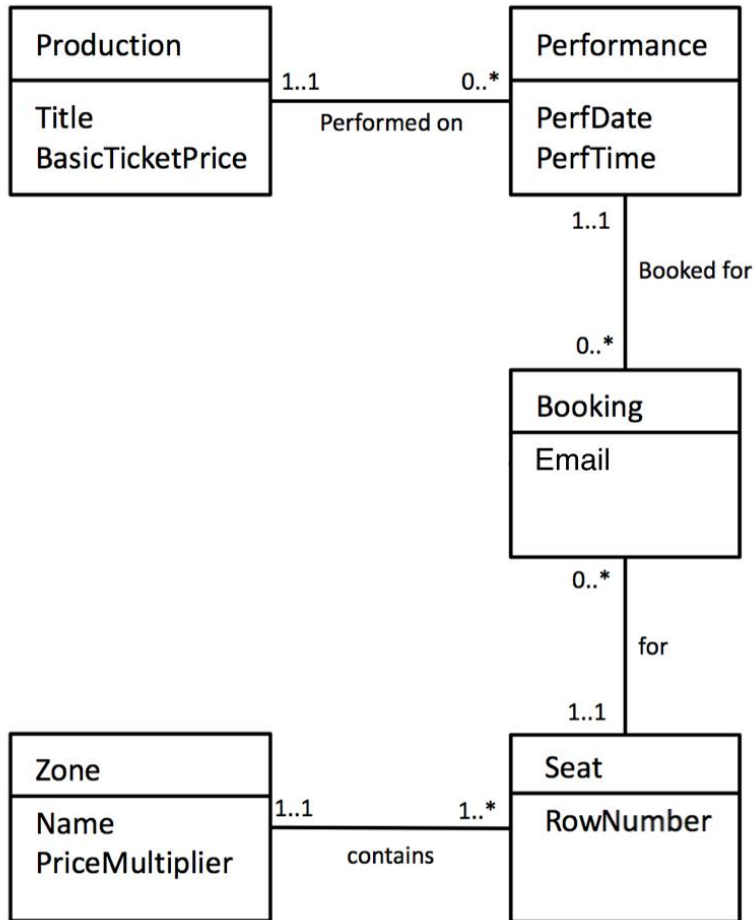 Production
Title
BasicTicketPrice
1..1
0..*
Performed on
Performance
PerfDate
PerfTime
1..1
Booked for
0..*
Booking
Email
0..*
for
1..1
Zone
Name
PriceMultiplier
1..1
1..*
contains
Seat
RowNumber